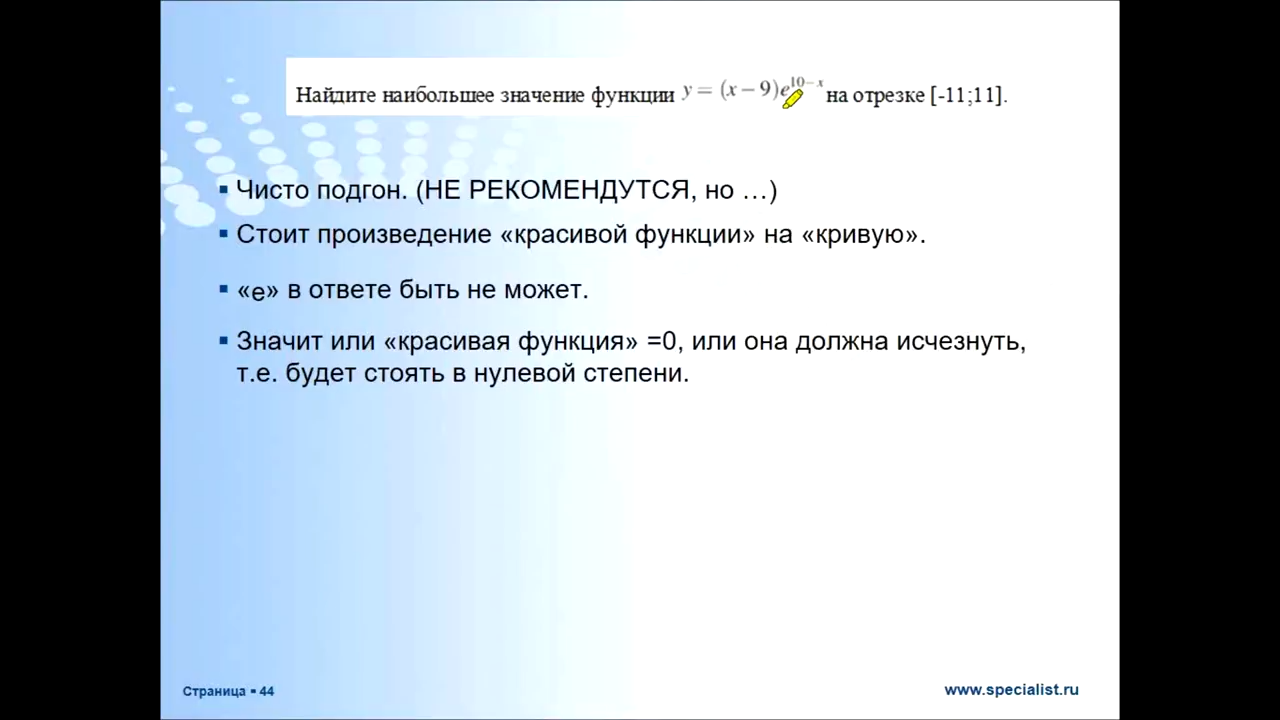 Найдите наибольшее значение функции y = (x − 9)e^{10−x} на отрезке [-11;11].
▪ Чисто подгон. (НЕ РЕКОМЕНДУТСЯ, но …)
▪ Стоит произведение «красивой функции» на «кривую».
▪ «е» в ответе быть не может.
▪ Значит или «красивая функция» =0, или она должна исчезнуть,
т.е. будет стоять в нулевой степени.
Страница ▪ 44
www.specialist.ru